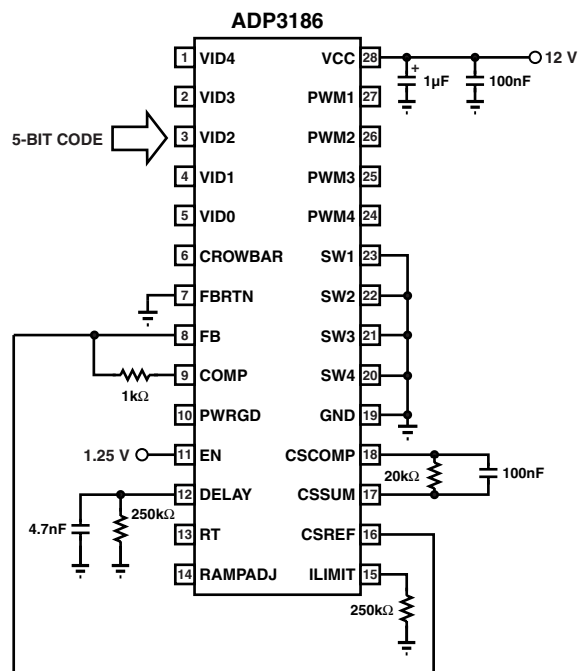 ADP3186
1 VID4 VCC 28 12 V
+ 1µF 100nF
2 VID3 PWM1 27
5-BIT CODE 3 VID2 PWM2 26
4 VID1 PWM3 25
5 VID0 PWM4 24
6 CROWBAR SW1 23
7 FBRTN SW2 22
8 FB SW3 21
9 COMP SW4 20
1kΩ
10 PWRGD GND 19
1.25 V 11 EN CSCOMP 18
20kΩ 100nF
12 DELAY CSSUM 17
4.7nF 250kΩ
13 RT CSREF 16
14 RAMPADJ ILIMIT 15
250kΩ